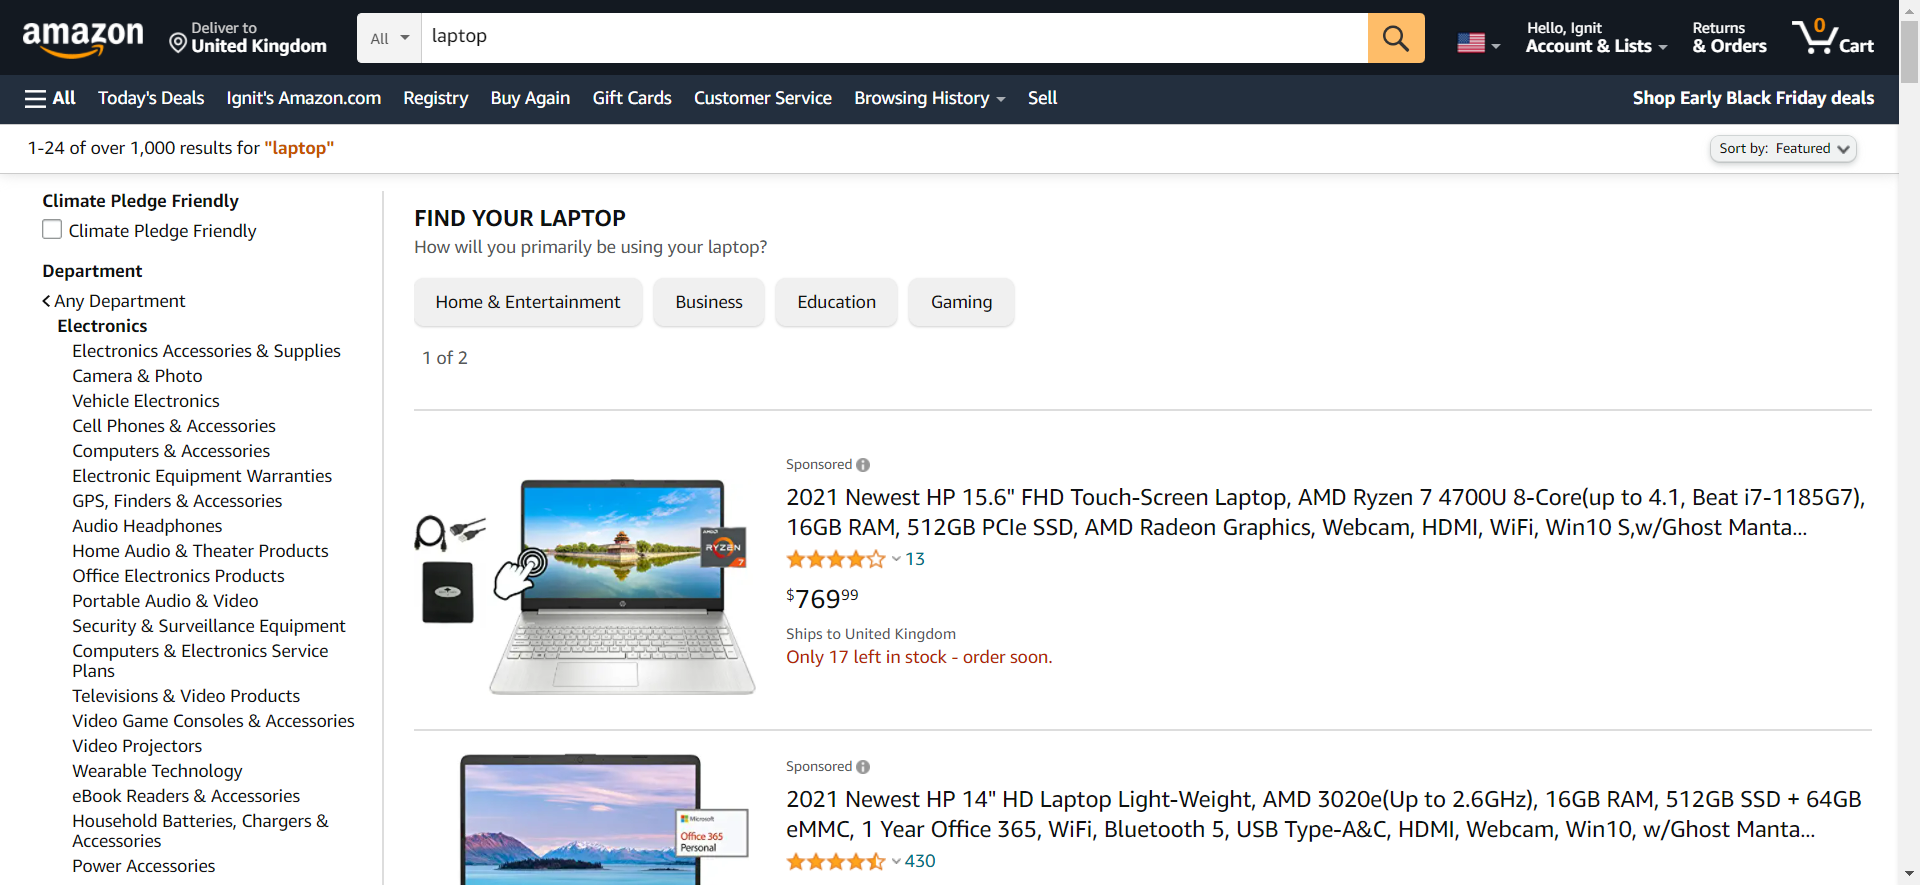 amazon
Deliver to
United Kingdom
All
laptop
Hello, Ignit
Account & Lists
Returns
& Orders
0
Cart
All
Today's Deals
Ignit's Amazon.com
Registry
Buy Again
Gift Cards
Customer Service
Browsing History
Sell
Shop Early Black Friday deals
1-24 of over 1,000 results for "laptop"
Sort by: Featured
Climate Pledge Friendly
Climate Pledge Friendly
Department
Any Department
Electronics
Electronics Accessories & Supplies
Camera & Photo
Vehicle Electronics
Cell Phones & Accessories
Computers & Accessories
Electronic Equipment Warranties
GPS, Finders & Accessories
Audio Headphones
Home Audio & Theater Products
Office Electronics Products
Portable Audio & Video
Security & Surveillance Equipment
Computers & Electronics Service
Plans
Televisions & Video Products
Video Game Consoles & Accessories
Video Projectors
Wearable Technology
eBook Readers & Accessories
Household Batteries, Chargers &
Accessories
Power Accessories
FIND YOUR LAPTOP
How will you primarily be using your laptop?
Home & Entertainment
Business
Education
Gaming
1 of 2
AMD
RYZEN
7
Sponsored
2021 Newest HP 15.6" FHD Touch-Screen Laptop, AMD Ryzen 7 4700U 8-Core(up to 4.1, Beat i7-1185G7),
16GB RAM, 512GB PCIe SSD, AMD Radeon Graphics, Webcam, HDMI, WiFi, Win10 S,w/Ghost Manta...
13
$76999
Ships to United Kingdom
Only 17 left in stock - order soon.
Microsoft
Office 365
Personal
Sponsored
2021 Newest HP 14" HD Laptop Light-Weight, AMD 3020e(Up to 2.6GHz), 16GB RAM, 512GB SSD + 64GB
eMMC, 1 Year Office 365, WiFi, Bluetooth 5, USB Type-A&C, HDMI, Webcam, Win10, w/Ghost Manta...
430